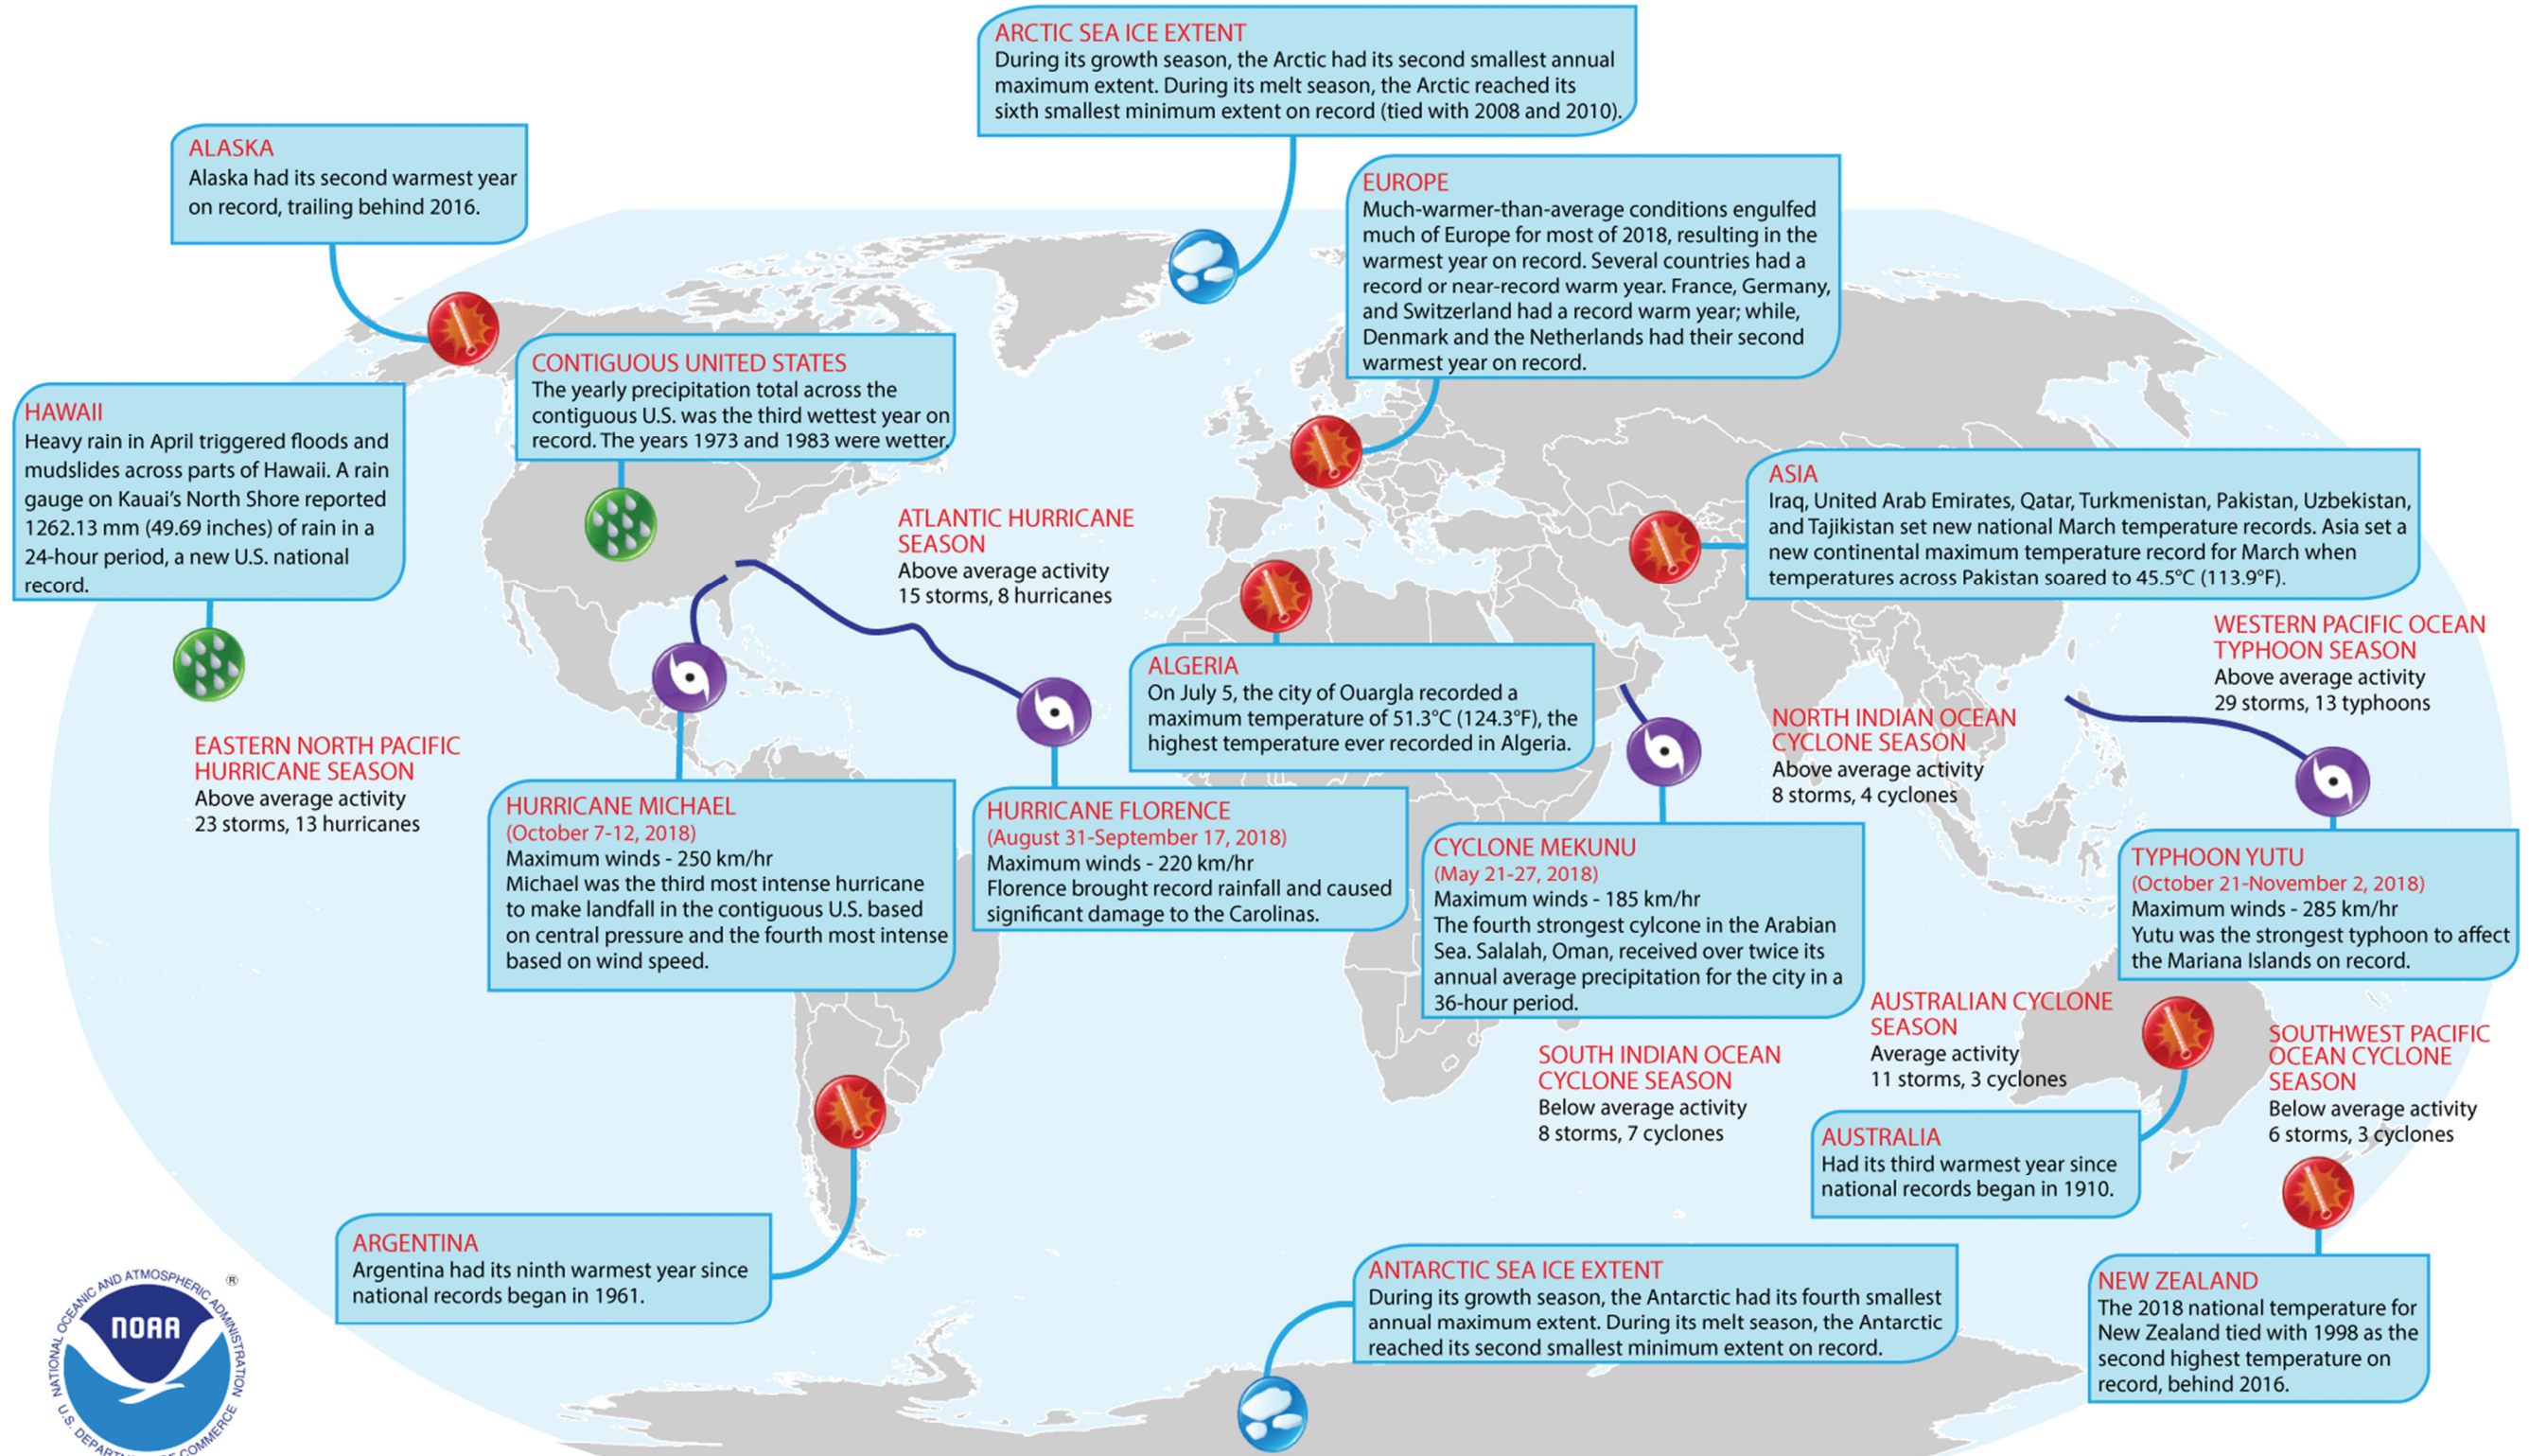 ARCTIC SEA ICE EXTENT
During its growth season, the Arctic had its second smallest annual
maximum extent. During its melt season, the Arctic reached its
sixth smallest minimum extent on record (tied with 2008 and 2010).
ALASKA
Alaska had its second warmest year
on record, trailing behind 2016.
EUROPE
Much-warmer-than-average conditions engulfed
much of Europe for most of 2018, resulting in the
warmest year on record. Several countries had a
record or near-record warm year. France, Germany,
and Switzerland had a record warm year; while,
Denmark and the Netherlands had their second
warmest year on record.
CONTIGUOUS UNITED STATES
The yearly precipitation total across the
contiguous U.S. was the third wettest year on
record. The years 1973 and 1983 were wetter.
HAWAII
Heavy rain in April triggered floods and
mudslides across parts of Hawaii. A rain
gauge on Kauai's North Shore reported
1262.13 mm (49.69 inches) of rain in a
24-hour period, a new U.S. national
record.
ATLANTIC HURRICANE
SEASON
Above average activity
15 storms, 8 hurricanes
ASIA
Iraq, United Arab Emirates, Qatar, Turkmenistan, Pakistan, Uzbekistan,
and Tajikistan set new national March temperature records. Asia set a
new continental maximum temperature record for March when
temperatures across Pakistan soared to 45.5°C (113.9°F).
WESTERN PACIFIC OCEAN
TYPHOON SEASON
Above average activity
29 storms, 13 typhoons
ALGERIA
On July 5, the city of Ouargla recorded a
maximum temperature of 51.3°C (124.3°F), the
highest temperature ever recorded in Algeria.
NORTH INDIAN OCEAN
CYCLONE SEASON
Above average activity
8 storms, 4 cyclones
EASTERN NORTH PACIFIC
HURRICANE SEASON
Above average activity
23 storms, 13 hurricanes
HURRICANE MICHAEL
(October 7-12, 2018)
Maximum winds - 250 km/hr
Michael was the third most intense hurricane
to make landfall in the contiguous U.S. based
on central pressure and the fourth most intense
based on wind speed.
HURRICANE FLORENCE
(August 31-September 17, 2018)
Maximum winds - 220 km/hr
Florence brought record rainfall and caused
significant damage to the Carolinas.
CYCLONE MEKUNU
(May 21-27, 2018)
Maximum winds - 185 km/hr
The fourth strongest cylcone in the Arabian
Sea. Salalah, Oman, received over twice its
annual average precipitation for the city in a
36-hour period.
TYPHOON YUTU
(October 21-November 2, 2018)
Maximum winds - 285 km/hr
Yutu was the strongest typhoon to affect
the Mariana Islands on record.
AUSTRALIAN CYCLONE
SEASON
Average activity
11 storms, 3 cyclones
SOUTHWEST PACIFIC
OCEAN CYCLONE
SEASON
Below average activity
6 storms, 3 cyclones
SOUTH INDIAN OCEAN
CYCLONE SEASON
Below average activity
8 storms, 7 cyclones
AUSTRALIA
Had its third warmest year since
national records began in 1910.
ARGENTINA
Argentina had its ninth warmest year since
national records began in 1961.
ANTARCTIC SEA ICE EXTENT
During its growth season, the Antarctic had its fourth smallest
annual maximum extent. During its melt season, the Antarctic
reached its second smallest minimum extent on record.
NEW ZEALAND
The 2018 national temperature for
New Zealand tied with 1998 as the
second highest temperature on
record, behind 2016.
NATIONAL OCEANIC AND ATMOSPHERIC ADMINISTRATION
®
NOAA
U.S. COMMERCE